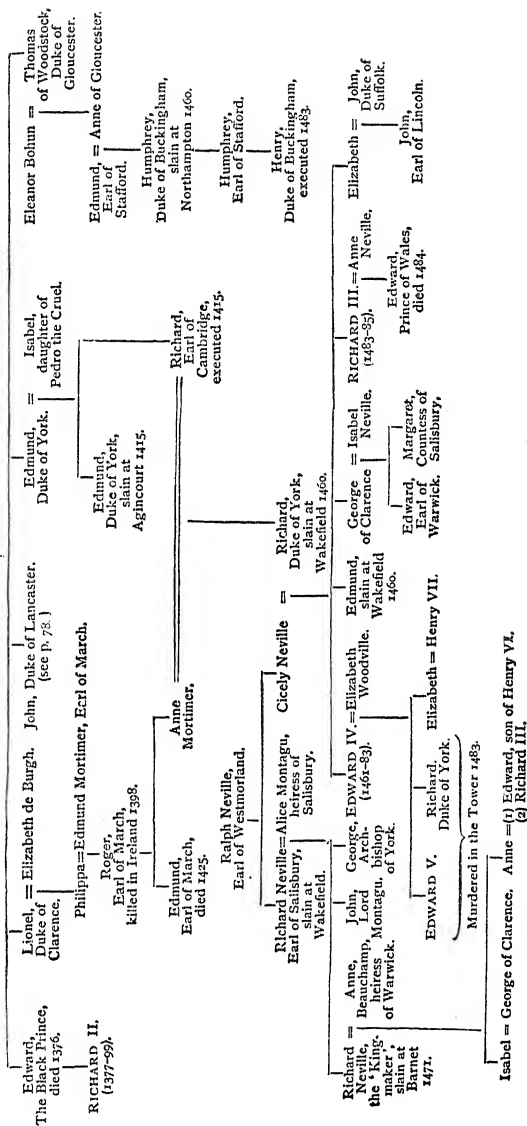 Edward,
The Black Prince,
died 1376.
RICHARD II.
(1377-99).
Lionel, = Elizabeth de Burgh.
Duke of
Clarence.
Philippa=Edmund Mortimer, Earl of March.
Roger,
Earl of March,
killed in Ireland 1398.
Edmund,
Earl of March,
died 1425.
Anne
Mortimer.
John, Duke of Lancaster.
(see p. 78.)
Edmund, = Isabel,
Duke of York. daughter of
Pedro the Cruel.
Edmund,
Duke of York,
slain at
Agincourt 1415.
Richard,
Earl of
Cambridge,
executed 1415.
Eleanor Bohun = Thomas
of Woodstock,
Duke of
Gloucester.
Edmund, = Anne of Gloucester.
Earl of
Stafford.
Humphrey,
Duke of Buckingham,
slain at
Northampton 1460.
Humphrey,
Earl of Stafford.
Henry,
Duke of Buckingham,
executed 1483.
Ralph Neville,
Earl of Westmorland.
Richard Neville=Alice Montagu,
Earl of Salisbury, heiress of
slain at Salisbury.
Wakefield.
Cicely Neville = Richard,
Duke of York,
slain at
Wakefield 1460.
Richard = Anne,
Neville, Beauchamp,
the 'King- heiress
maker', of Warwick.
slain at
Barnet
1471.
John,
Lord
Montagu.
George,
Arch-
bishop
of York.
EDWARD IV.=Elizabeth
(1461-83). Woodville.
Edmund,
slain at
Wakefield
1460.
George = Isabel
of Clarence Neville.
RICHARD III.=Anne
(1483-85). Neville.
Elizabeth = John,
Duke of
Suffolk.
EDWARD V.
Richard.
Duke of York.
Elizabeth=Henry VII.
Murdered in the Tower 1483.
Edward,
Earl of
Warwick.
Margaret,
Countess of
Salisbury,
Edward,
Prince of Wales,
died 1484.
John,
Earl of Lincoln.
Isabel = George of Clarence.
Anne =(1) Edward, son of Henry VI.
(2) Richard III.